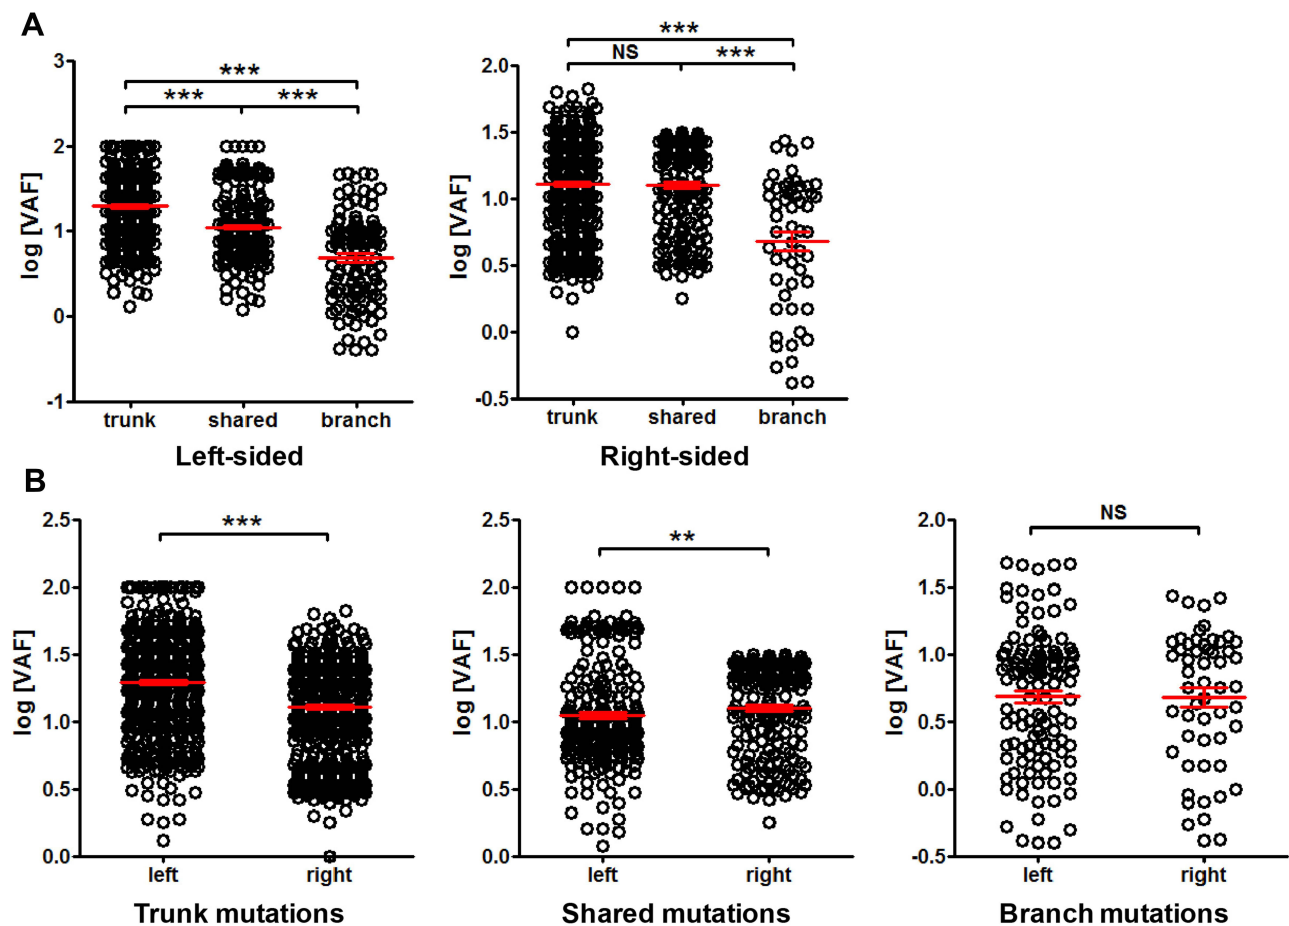 A
***
*** ***
3
2
1
0
-1
log [VAF]
trunk shared branch
Left-sided
***
NS ***
2.0
1.5
1.0
0.5
0.0
-0.5
log [VAF]
trunk shared branch
Right-sided
B
***
2.5
2.0
1.5
1.0
0.5
0.0
log [VAF]
left right
Trunk mutations
**
2.5
2.0
1.5
1.0
0.5
0.0
log [VAF]
left right
Shared mutations
NS
2.0
1.5
1.0
0.5
0.0
-0.5
log [VAF]
left right
Branch mutations